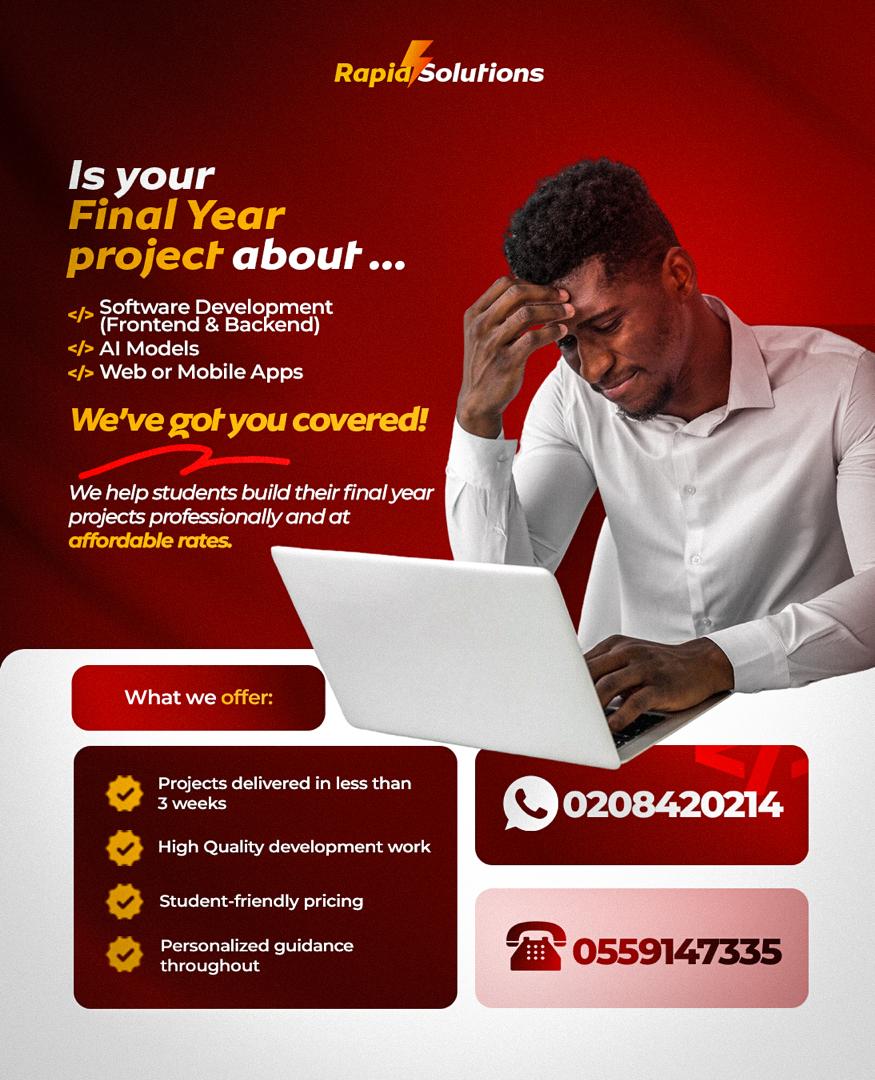 Rapid Solutions
Is your
Final Year
project about ...
</> Software Development
(Frontend & Backend)
</> AI Models
</> Web or Mobile Apps
We've got you covered!
We help students build their final year
projects professionally and at
affordable rates.
What we offer:
Projects delivered in less than
3 weeks
High Quality development work
Student-friendly pricing
Personalized guidance
throughout
0208420214
0559147335